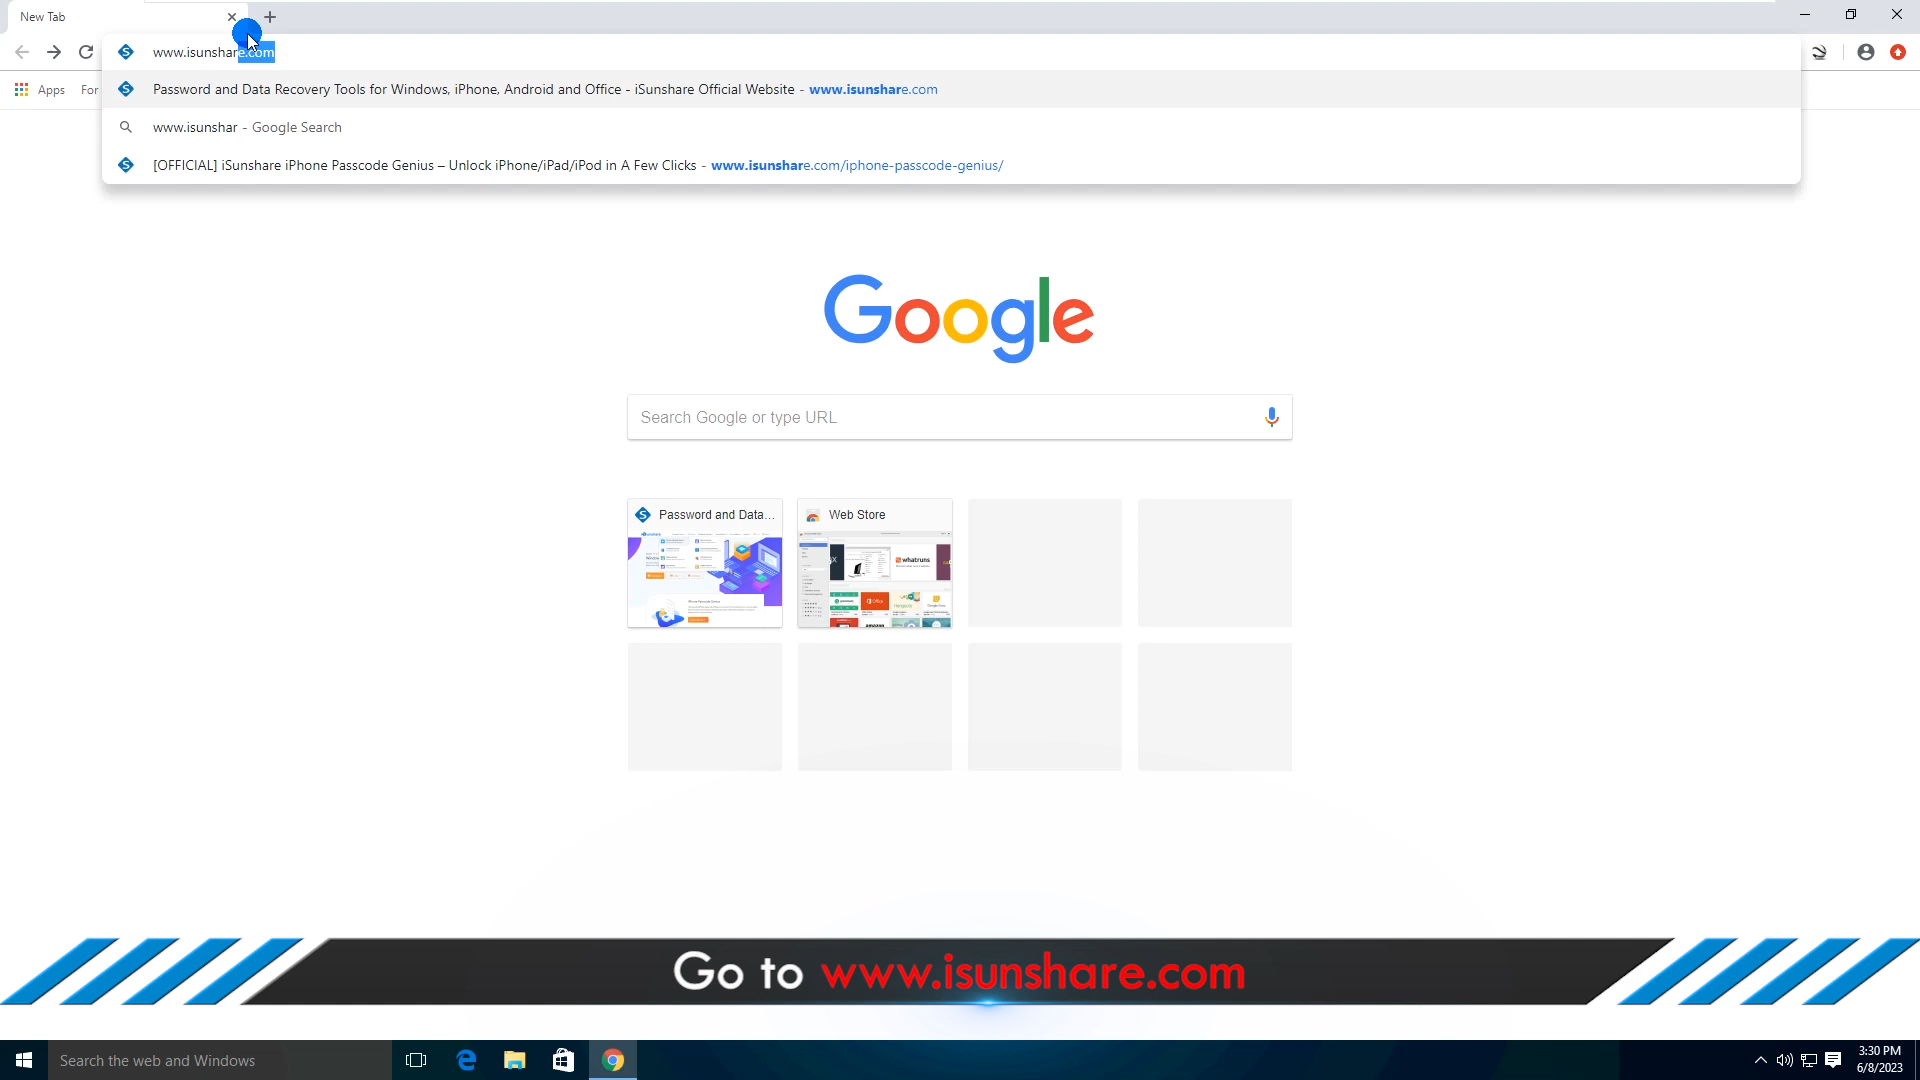 New Tab
www.isunshare.com
Apps
For
Password and Data Recovery Tools for Windows, iPhone, Android and Office - iSunshare Official Website - www.isunshare.com
www.isunshar - Google Search
[OFFICIAL] iSunshare iPhone Passcode Genius – Unlock iPhone/iPad/iPod in A Few Clicks - www.isunshare.com/iphone-passcode-genius/
Google
Search Google or type URL
Password and Data...
Web Store
whatruns
Go to www.isunshare.com
Search the web and Windows
3:30 PM
6/8/2023